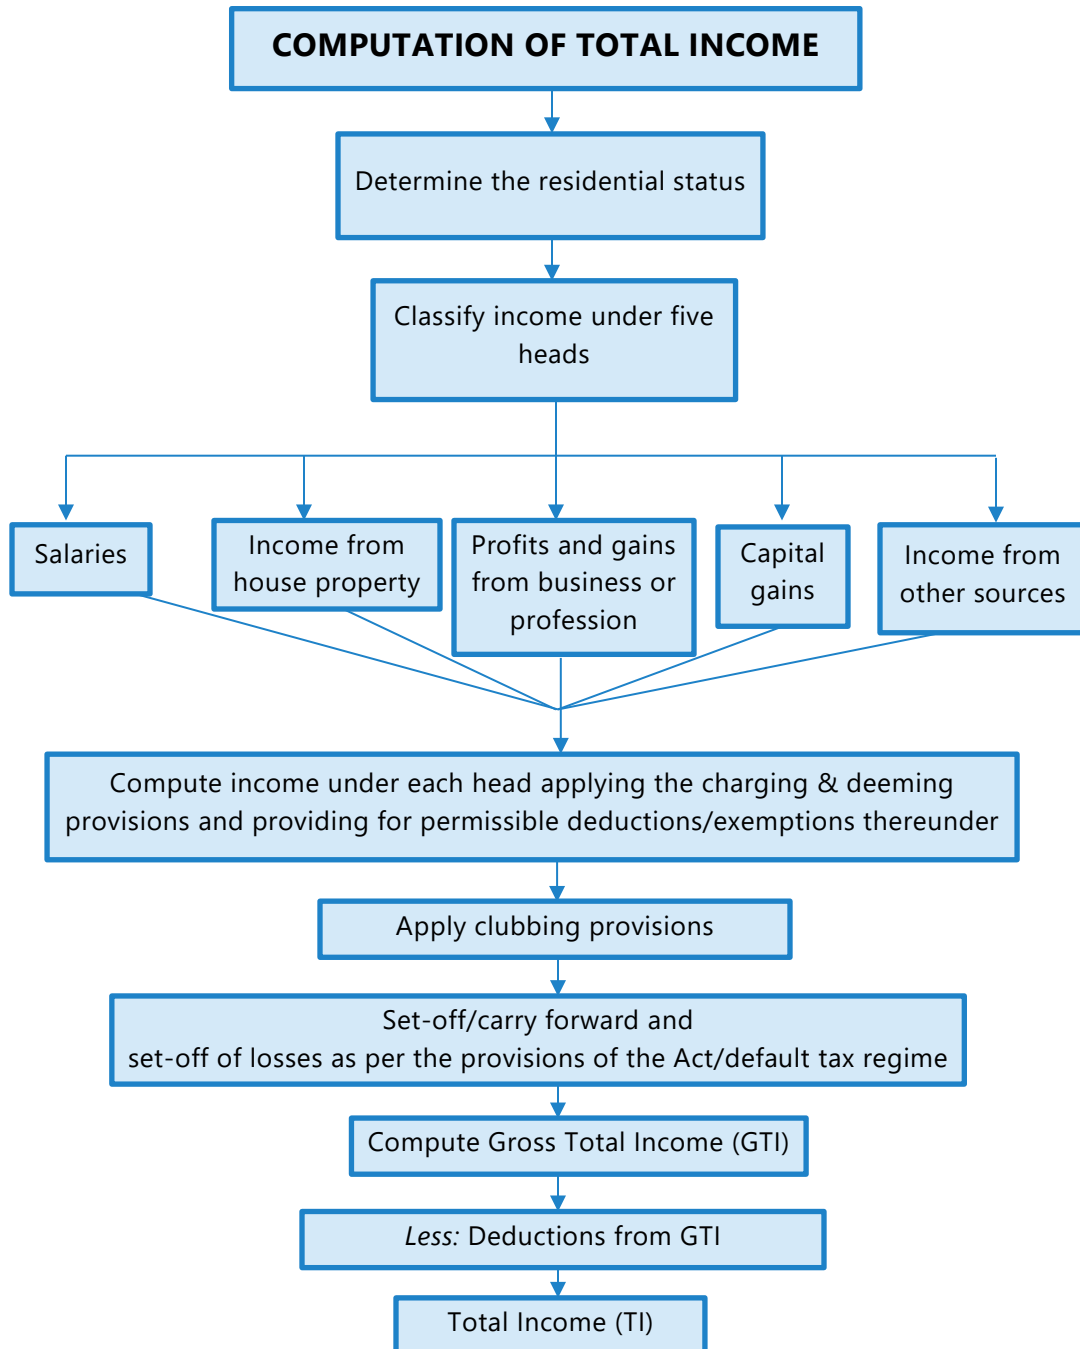 COMPUTATION OF TOTAL INCOME
Determine the residential status
Classify income under five
heads
Salaries
Income from
house property
Profits and gains
from business or
profession
Capital
gains
Income from
other sources
Compute income under each head applying the charging & deeming
provisions and providing for permissible deductions/exemptions thereunder
Apply clubbing provisions
Set-off/carry forward and
set-off of losses as per the provisions of the Act/default tax regime
Compute Gross Total Income (GTI)
Less: Deductions from GTI
Total Income (TI)